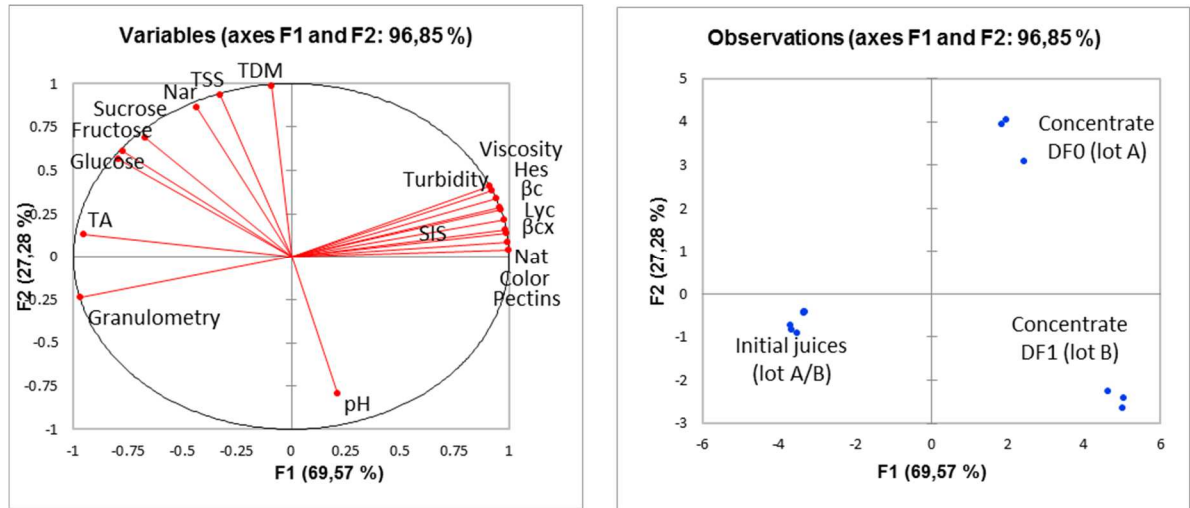 Variables (axes F1 and F2: 96,85 %)
TDM
TSS
Nar
Sucrose
Fructose
Glucose
TA
Granulometry
Viscosity
Hes
Turbidity
βc
Lyc
SIS
βcx
Nat
Color
Pectins
pH
1
0.75
0.5
0.25
0
-0.25
-0.5
-0.75
-1
F2 (27,28 %)
-1
-0.75
-0.5
-0.25
0
0.25
0.5
0.75
1
F1 (69,57 %)
Observations (axes F1 and F2: 96,85 %)
5
4
3
2
1
0
-1
-2
-3
F2 (27,28 %)
Concentrate
DF0 (lot A)
Concentrate
DF1 (lot B)
Initial juices
(lot A/B)
-6
-4
-2
0
2
4
6
F1 (69,57 %)